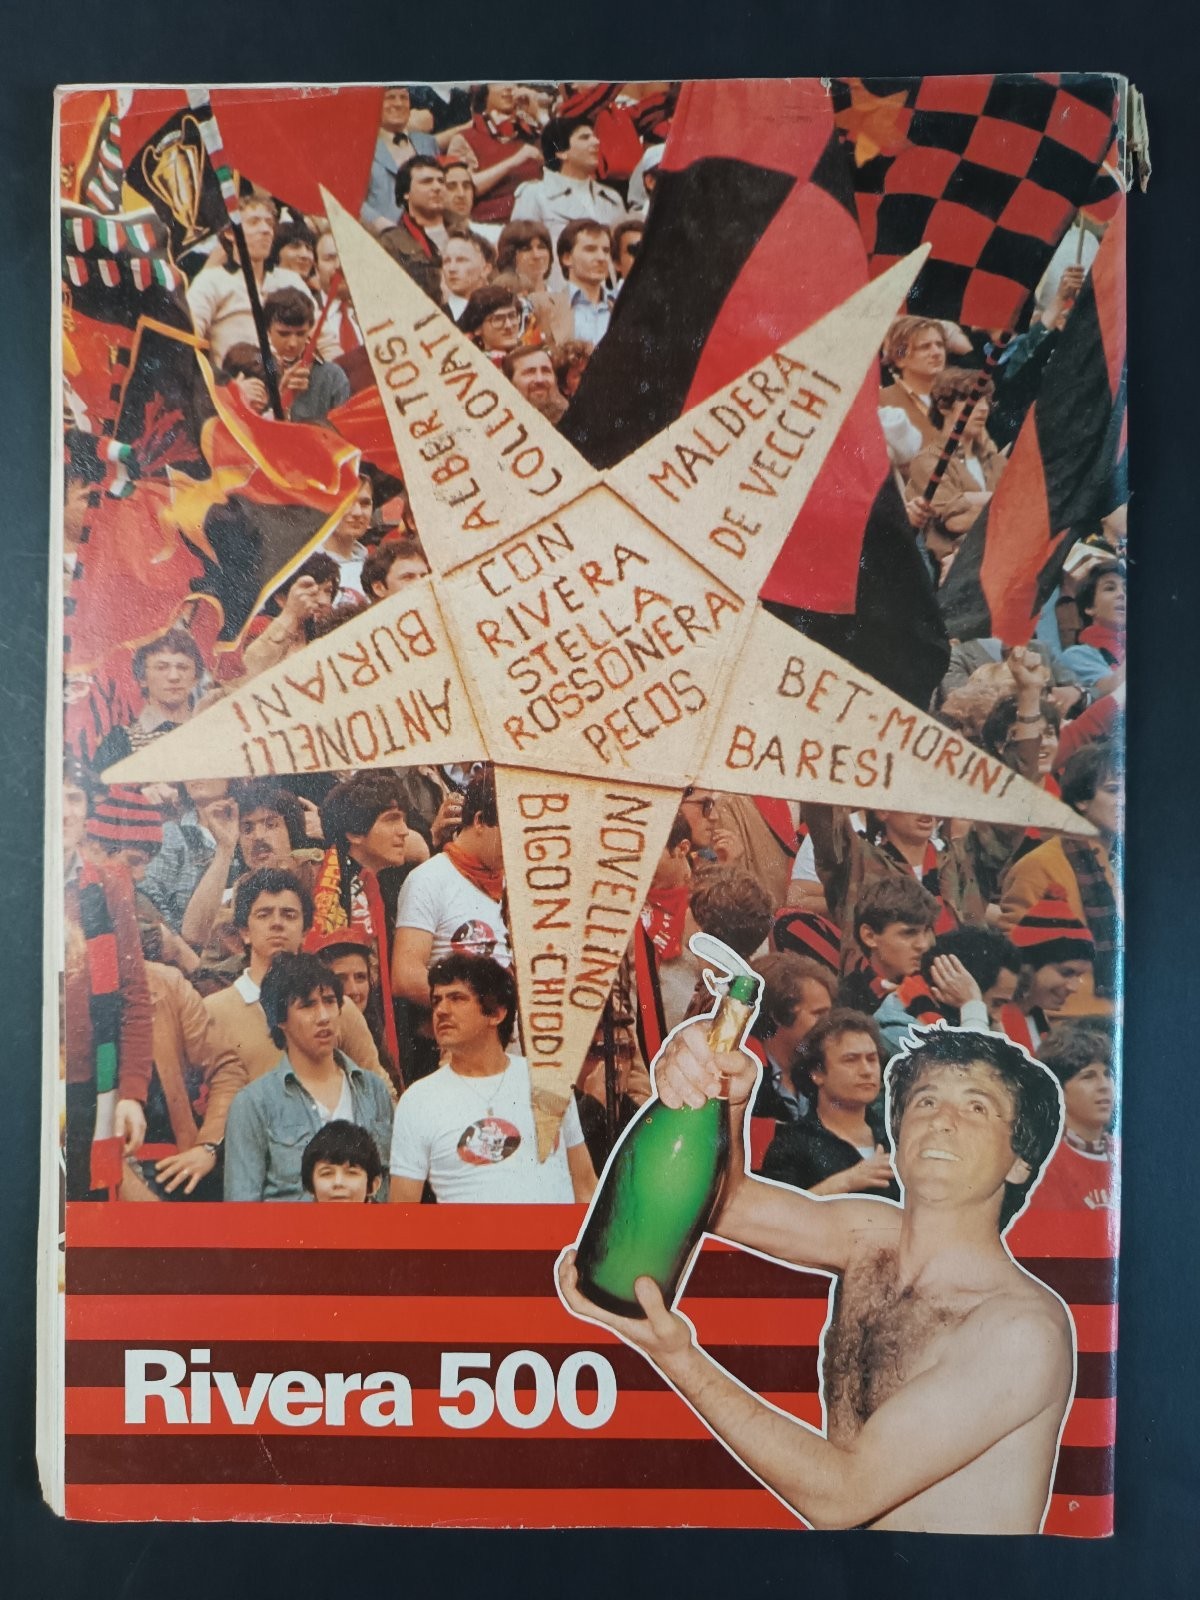 ALBERTOSI
COLLOVATI
MALDERA
DE VECCHI
CON
RIVERA
STELLA
ROSSONERA
PECOS
BURIANI
ANTONELLI
BET-MORINI
BARESI
NOVELLINO
BIGON-CHIODI
Rivera 500